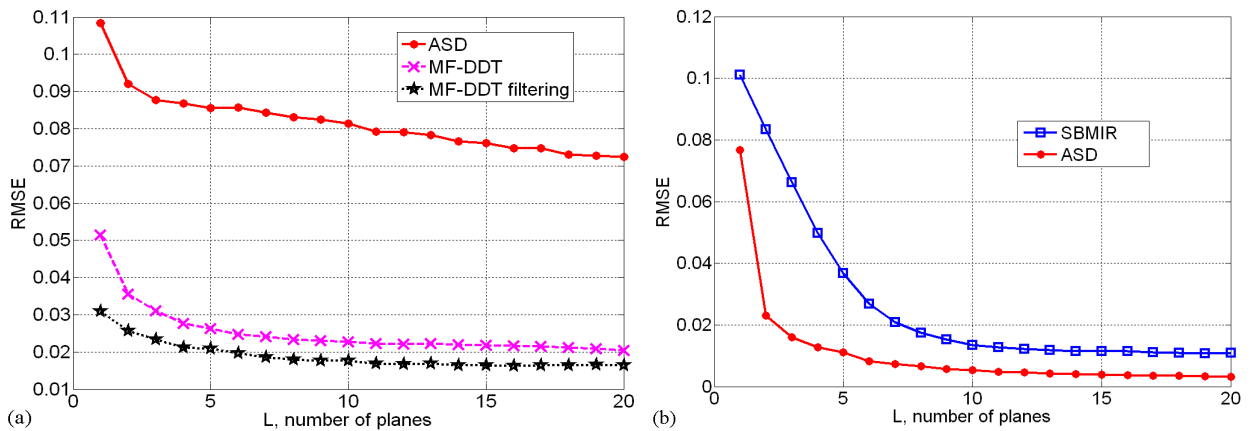 0.11
0.1
0.09
0.08
0.07
0.06
0.05
0.04
0.03
0.02
0.01
RMSE
ASD
MF-DDT
MF-DDT filtering
5
10
15
20
L, number of planes
(a)
0.12
0.1
0.08
0.06
0.04
0.02
0
RMSE
SBMIR
ASD
0
5
10
15
20
L, number of planes
(b)